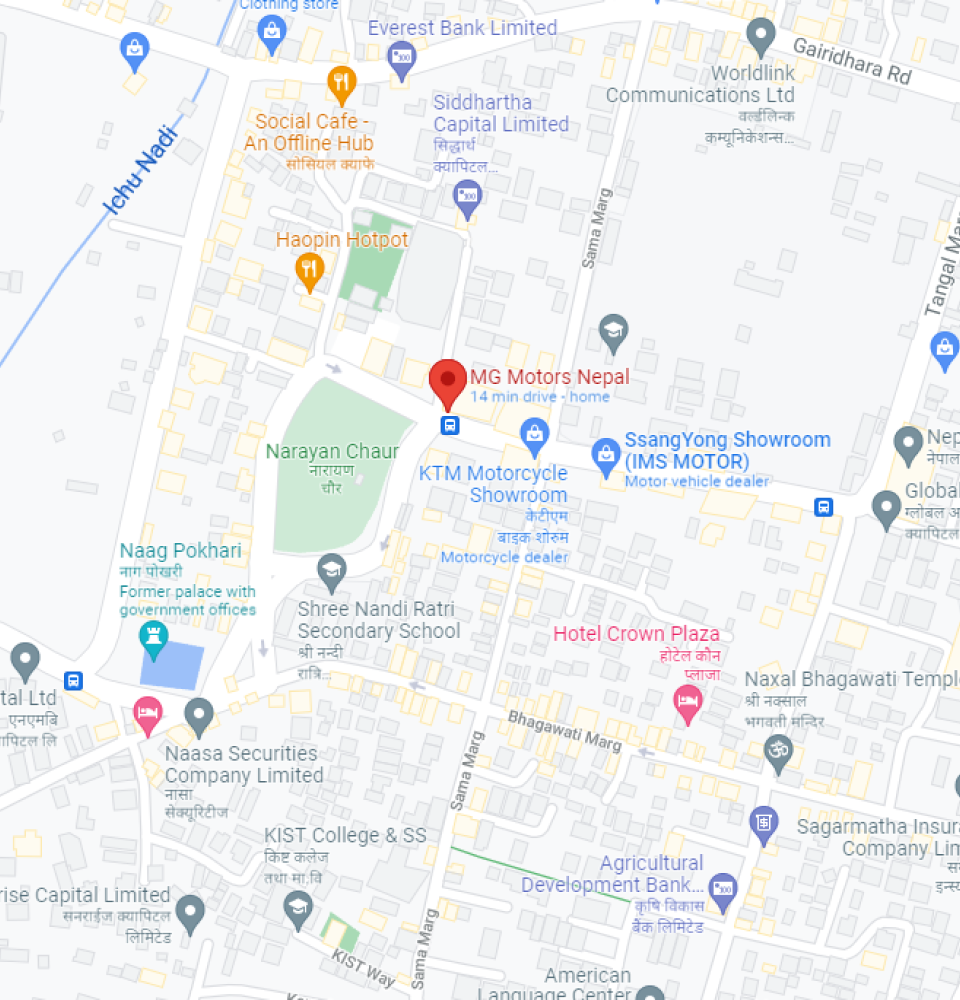 Clothing store
Everest Bank Limited
Gairidhara Rd
Worldlink
Communications Ltd
वर्ल्डलिन्क
कम्यूनिकेशन्स...
Siddhartha
Capital Limited
सिद्धार्थ
क्यापिटल...
Social Cafe -
An Offline Hub
सोसियल क्याफे
Ichu Nadi
Sama Marg
Haopin Hotpot
Tangal Mar
MG Motors Nepal
14 min drive - home
Narayan Chaur
नारायण
चौर
SsangYong Showroom
(IMS MOTOR)
Motor vehicle dealer
KTM Motorcycle
Showroom
केटीएम
बाइक शोरुम
Motorcycle dealer
Nep
नेपाल
Global
ग्लोबल अ
क्यापिटल
Naag Pokhari
नाग पोखरी
Former palace with
government offices
Shree Nandi Ratri
Secondary School
श्री नन्दी
रात्रि...
Hotel Crown Plaza
होटेल क्रौन
प्लाजा
Naxal Bhagawati Temple
श्री नक्साल
भगवती मन्दिर
tal Ltd
एनएमबि
ापिटल लि
Bhagawati Marg
Naasa Securities
Company Limited
नासा
सेक्यूरिटीज
Sama Marg
KIST College & SS
किष्ट कलेज
तथा मा.वि
Sagarmatha Insura
Company Lim
इन्स्
Agricultural
Development Bank...
कृषि विकास
बैंक लिमिटेड
rise Capital Limited
सनराईज क्यापिटल
लिमिटेड
KIST Way
Sama Marg
American
Language Center